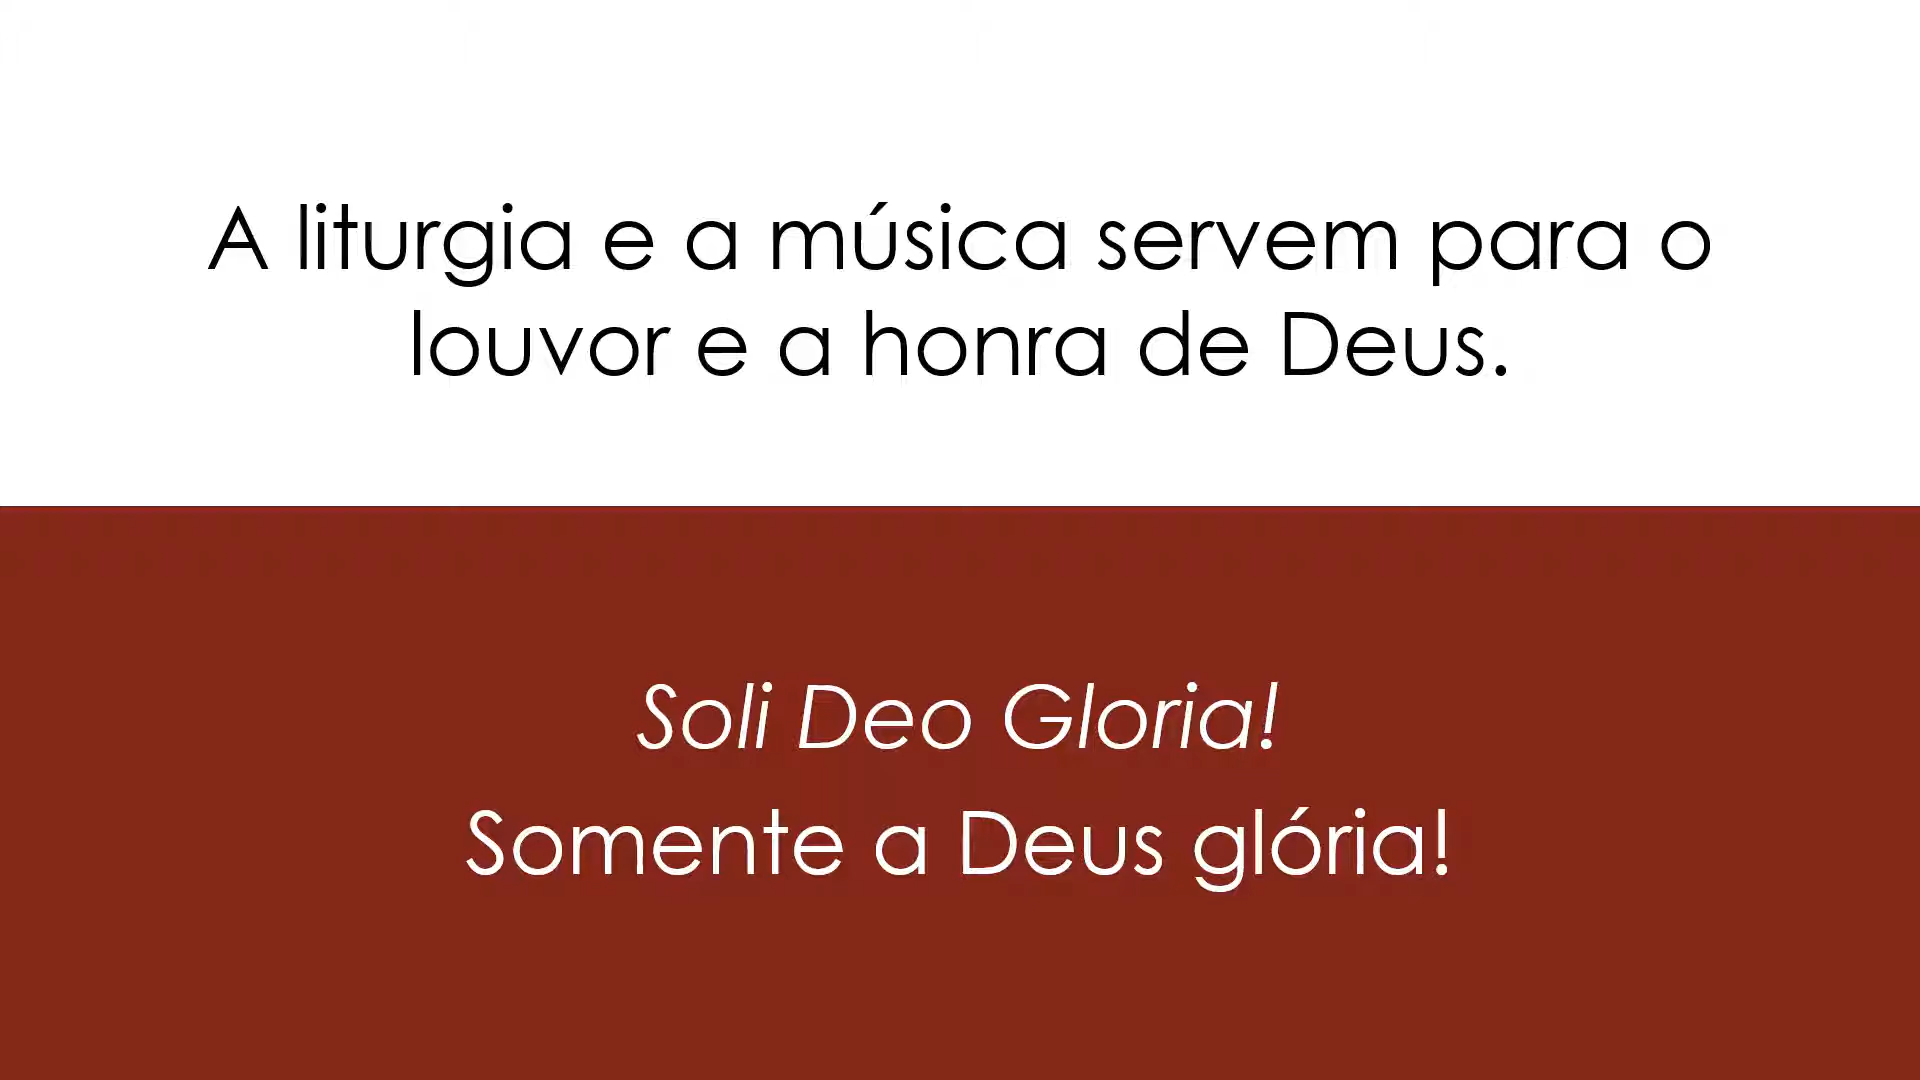 A liturgia e a música servem para o
louvor e a honra de Deus.
Soli Deo Gloria!
Somente a Deus glória!